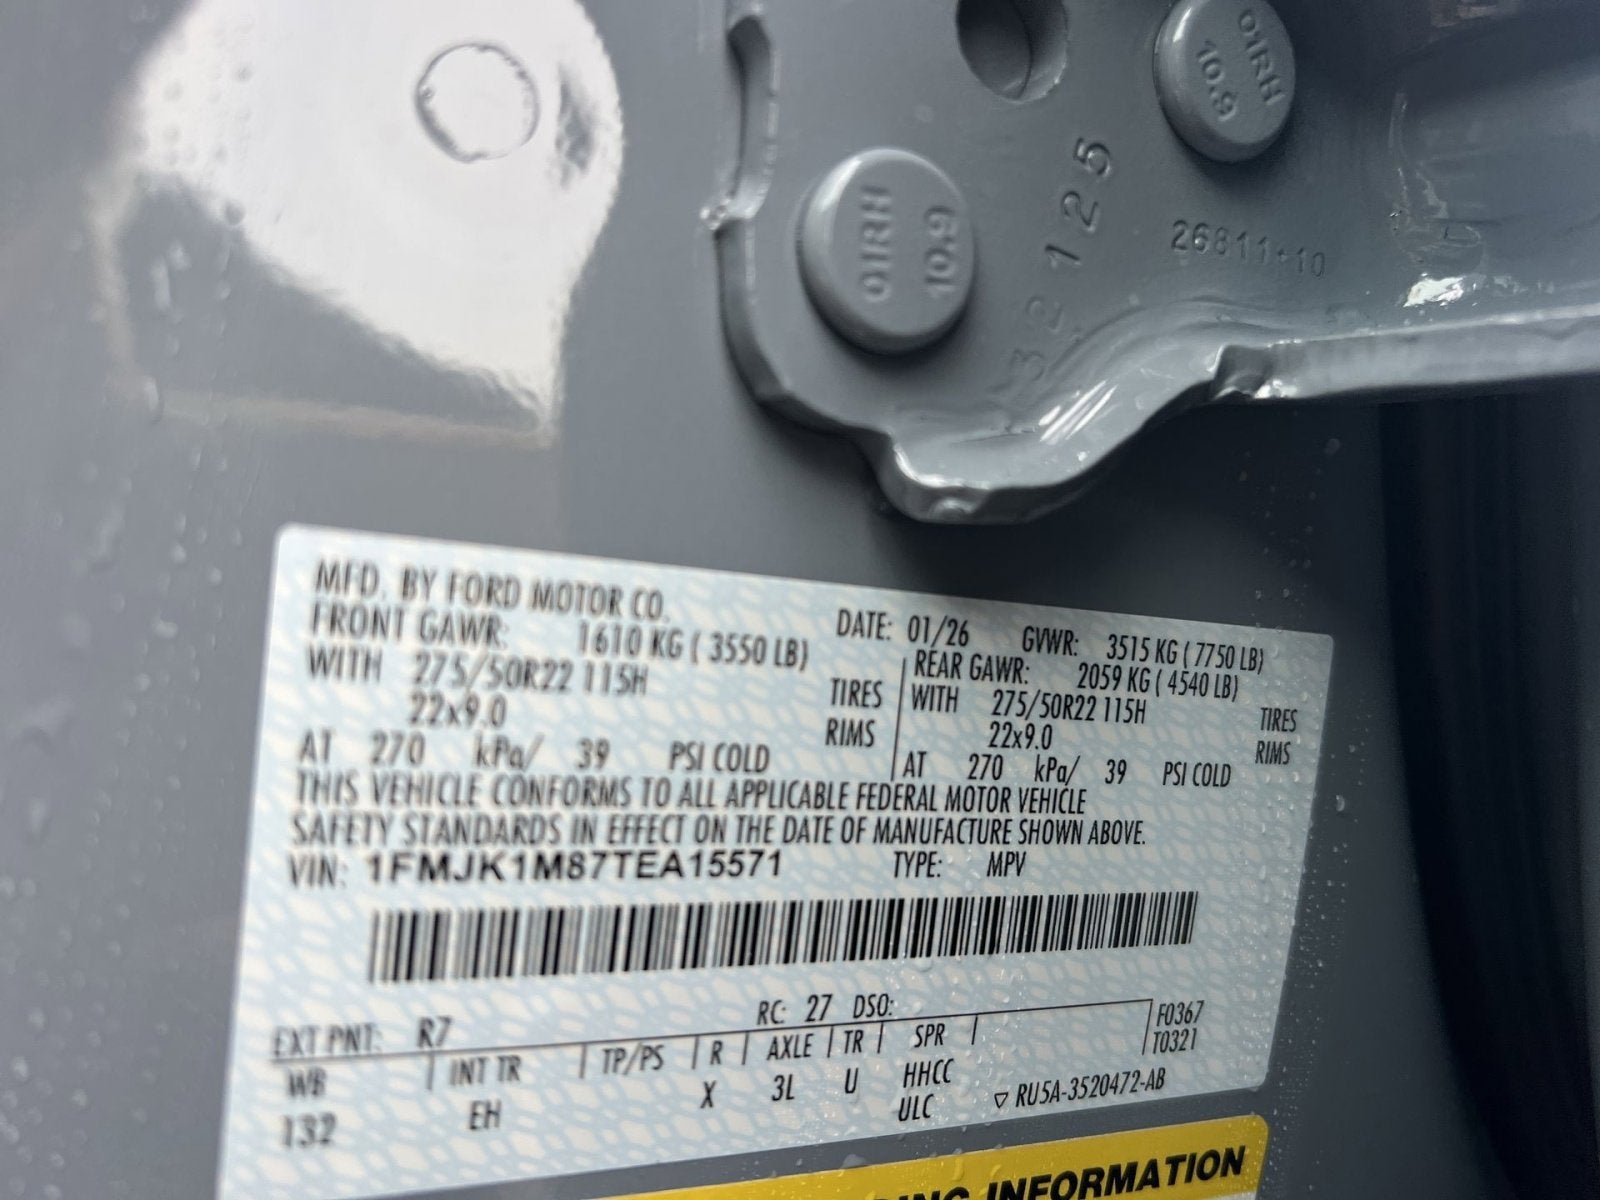 01RH
10.9
01RH
10.9
532125
26811+10
MFD. BY FORD MOTOR CO.
DATE: 01/26 GVWR: 3515 KG ( 7750 LB)
FRONT GAWR: 1610 KG ( 3550 LB) REAR GAWR: 2059 KG ( 4540 LB)
WITH 275/50R22 115H TIRES WITH 275/50R22 115H TIRES
22x9.0 RIMS 22x9.0 RIMS
AT 270 kPa/ 39 PSI COLD AT 270 kPa/ 39 PSI COLD
THIS VEHICLE CONFORMS TO ALL APPLICABLE FEDERAL MOTOR VEHICLE
SAFETY STANDARDS IN EFFECT ON THE DATE OF MANUFACTURE SHOWN ABOVE.
VIN: 1FMJK1M87TEA15571 TYPE: MPV
EXT PNT: R7 RC: 27 DSO: F0367
WB INT TR TP/PS R AXLE TR SPR T0321
132 EH X 3L U HHCC
ULC ▽ RU5A-3520472-AB
INFORMATION